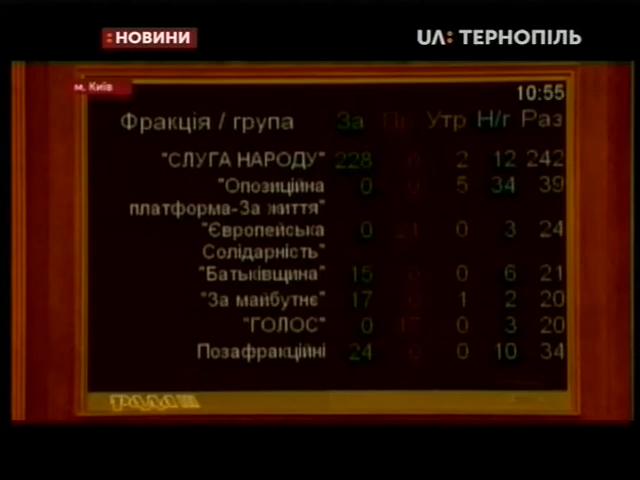 :НОВИНИ
UA: ТЕРНОПІЛЬ
м. Київ
10:55
Фракція / група За Пр Утр Н/г Раз
"СЛУГА НАРОДУ" 228 0 2 12 242
"Опозиційна 0 0 5 34 39
платформа-За життя"
"Європейська 0 21 0 3 24
Солідарність"
"Батьківщина" 15 0 0 6 21
"За майбутнє" 17 0 1 2 20
"ГОЛОС" 0 17 0 3 20
Позафракційні 24 0 0 10 34
РАДА